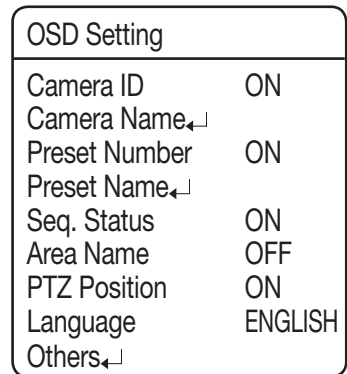 OSD Setting
Camera ID ON
Camera Name↵
Preset Number ON
Preset Name↵
Seq. Status ON
Area Name OFF
PTZ Position ON
Language ENGLISH
Others↵